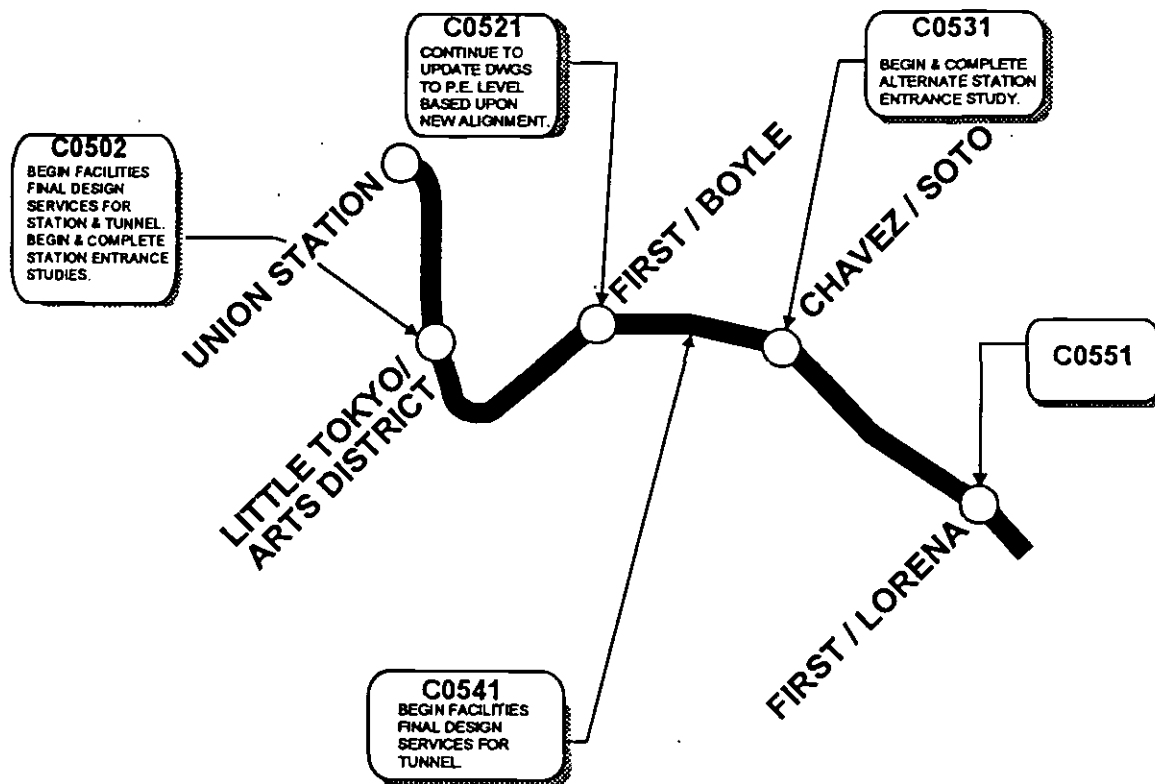 C0521
CONTINUE TO
UPDATE DWGS
TO P.E. LEVEL
BASED UPON
NEW ALIGNMENT.
C0531
BEGIN & COMPLETE
ALTERNATE STATION
ENTRANCE STUDY.
C0502
BEGIN FACILITIES
FINAL DESIGN
SERVICES FOR
STATION & TUNNEL.
BEGIN & COMPLETE
STATION ENTRANCE
STUDIES.
UNION STATION
LITTLE TOKYO/
ARTS DISTRICT
FIRST / BOYLE
CHAVEZ / SOTO
C0551
FIRST / LORENA
C0541
BEGIN FACILITIES
FINAL DESIGN
SERVICES FOR
TUNNEL.